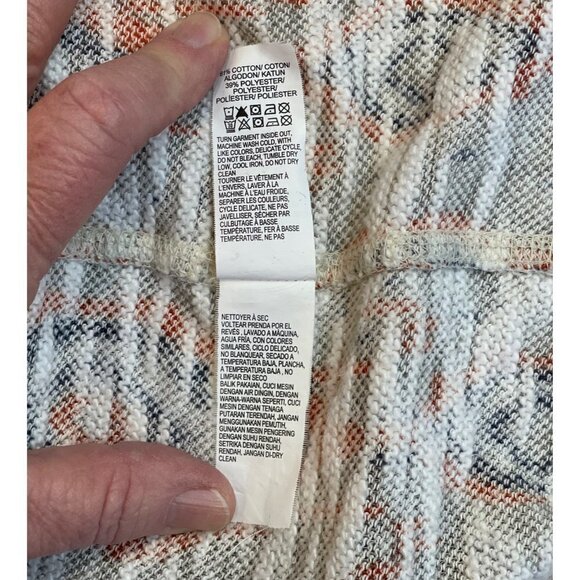 61% COTTON/ COTON/
ALGODON/ KATUN
39% POLYESTER/
POLYESTER/
POLIESTER/ POLIESTER
TURN GARMENT INSIDE OUT,
MACHINE WASH COLD, WITH
LIKE COLORS, DELICATE CYCLE,
DO NOT BLEACH, TUMBLE DRY
LOW, COOL IRON, DO NOT DRY
CLEAN
TOURNER LE VÊTEMENT À
L'ENVERS, LAVER À LA
MACHINE À L'EAU FROIDE,
SEPARER LES COULEURS,
CYCLE DELICATE, NE PAS
JAVELLISER, SÈCHER PAR
CULBUTAGE À BASSE
TEMPÉRATURE, FER À BASSE
TEMPÉRATURE, NE PAS
NETTOYER À SEC
VOLTEAR PRENDA POR EL
REVÉS , LAVADO A MÁQUINA,
AGUA FRÍA, CON COLORES
SIMILARES, CICLO DELICADO,
NO BLANQUEAR, SECADO A
TEMPERATURA BAJA, PLANCHA,
A TEMPERATURA BAJA , NO
LIMPIAR EN SECO
BALIK PAKAIAN, CUCI MESIN
DENGAN AIR DINGIN, DENGAN
WARNA-WARNA SEPERTI, CUCI
MESIN DENGAN TENAGA
PUTARAN TERENDAH, JANGAN
MENGGUNAKAN PEMUTIH,
GUNAKAN MESIN PENGERING
DENGAN SUHU RENDAH,
SETRIKA DENGAN SUHU
RENDAH, JANGAN DI-DRY
CLEAN